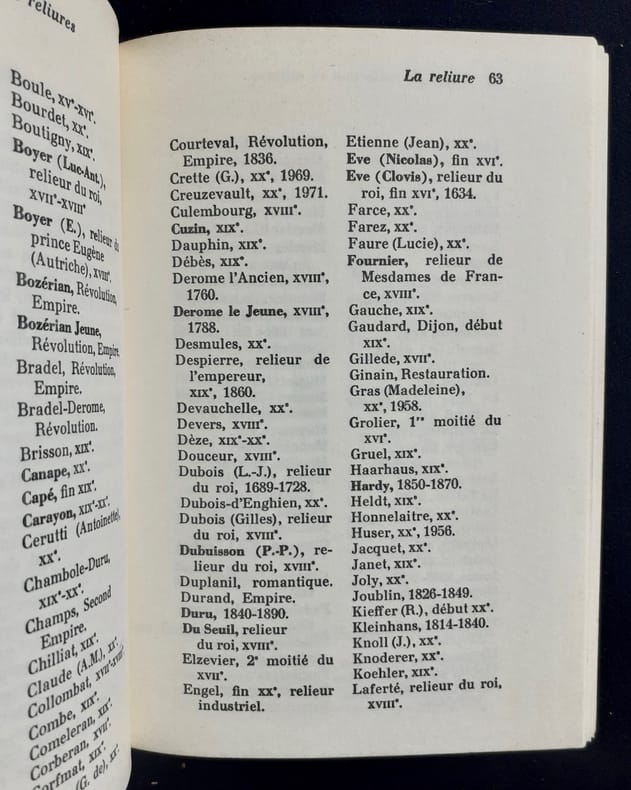 reliures
Boule, XVᵉ-XVIᵉ.
Bourdet, XXᵉ.
Boutigny, XIXᵉ.
Boyer (Luc-Ant.),
relieur du roi,
XVIIᵉ-XVIIIᵉ
Boyer (E.), relieur du
prince Eugène
(Autriche), XVIIIᵉ.
Bozérian, Révolution,
Empire.
Bozérian Jeune,
Révolution, Empire.
Bradel, Révolution,
Empire.
Bradel-Derome,
Révolution.
Brisson, XIXᵉ.
Canape, XXᵉ.
Capé, fin XIXᵉ.
Carayon, XIXᵉ-XXᵉ.
Cerutti (Antoinette),
XXᵉ.
Chambole-Duru,
XIXᵉ-XXᵉ.
Champs, Second
Empire.
Chilliat, XIXᵉ.
Claude (A.M.), XXᵉ.
Collombat, XVIIᵉ-XVIIIᵉ.
Combe, XIXᵉ.
Comeleran, XIXᵉ.
Corberan, XVIIᵉ.
Corfmat, XIXᵉ.
(G. de), XXᵉ.
La reliure 63
Courteval, Révolution,
Empire, 1836.
Crette (G.), XXᵉ, 1969.
Creuzevault, XXᵉ, 1971.
Culembourg, XVIIIᵉ.
Cuzin, XIXᵉ.
Dauphin, XIXᵉ.
Débès, XIXᵉ.
Derome l'Ancien, XVIIIᵉ,
1760.
Derome le Jeune, XVIIIᵉ,
1788.
Desmules, XXᵉ.
Despierre, relieur de
l'empereur,
XIXᵉ, 1860.
Devauchelle, XXᵉ.
Devers, XVIIIᵉ.
Dèze, XIXᵉ-XXᵉ.
Douceur, XVIIIᵉ.
Dubois (L.-J.), relieur
du roi, 1689-1728.
Dubois-d'Enghien, XXᵉ.
Dubois (Gilles), relieur
du roi, XVIIIᵉ.
Dubuisson (P.-P.), re-
lieur du roi, XVIIIᵉ.
Duplanil, romantique.
Durand, Empire.
Duru, 1840-1890.
Du Seuil, relieur
du roi, XVIIIᵉ.
Elzevier, 2ᵉ moitié du
XVIIᵉ.
Engel, fin XXᵉ, relieur
industriel.
Etienne (Jean), XXᵉ.
Eve (Nicolas), fin XVIᵉ.
Eve (Clovis), relieur du
roi, fin XVIᵉ, 1634.
Farce, XXᵉ.
Farez, XXᵉ.
Faure (Lucie), XXᵉ.
Fournier, relieur de
Mesdames de Fran-
ce, XVIIIᵉ.
Gauche, XIXᵉ.
Gaudard, Dijon, début
XIXᵉ.
Gillede, XVIIᵉ.
Ginain, Restauration.
Gras (Madeleine),
XXᵉ, 1958.
Grolier, 1ʳᵉ moitié du
XVIᵉ.
Gruel, XIXᵉ.
Haarhaus, XIXᵉ.
Hardy, 1850-1870.
Heldt, XIXᵉ.
Honnelaitre, XXᵉ.
Huser, XXᵉ, 1956.
Jacquet, XXᵉ.
Janet, XIXᵉ.
Joly, XXᵉ.
Joublin, 1826-1849.
Kieffer (R.), début XXᵉ.
Kleinhans, 1814-1840.
Knoll (J.), XXᵉ.
Knoderer, XXᵉ.
Koehler, XIXᵉ.
Laferté, relieur du roi,
XVIIIᵉ.